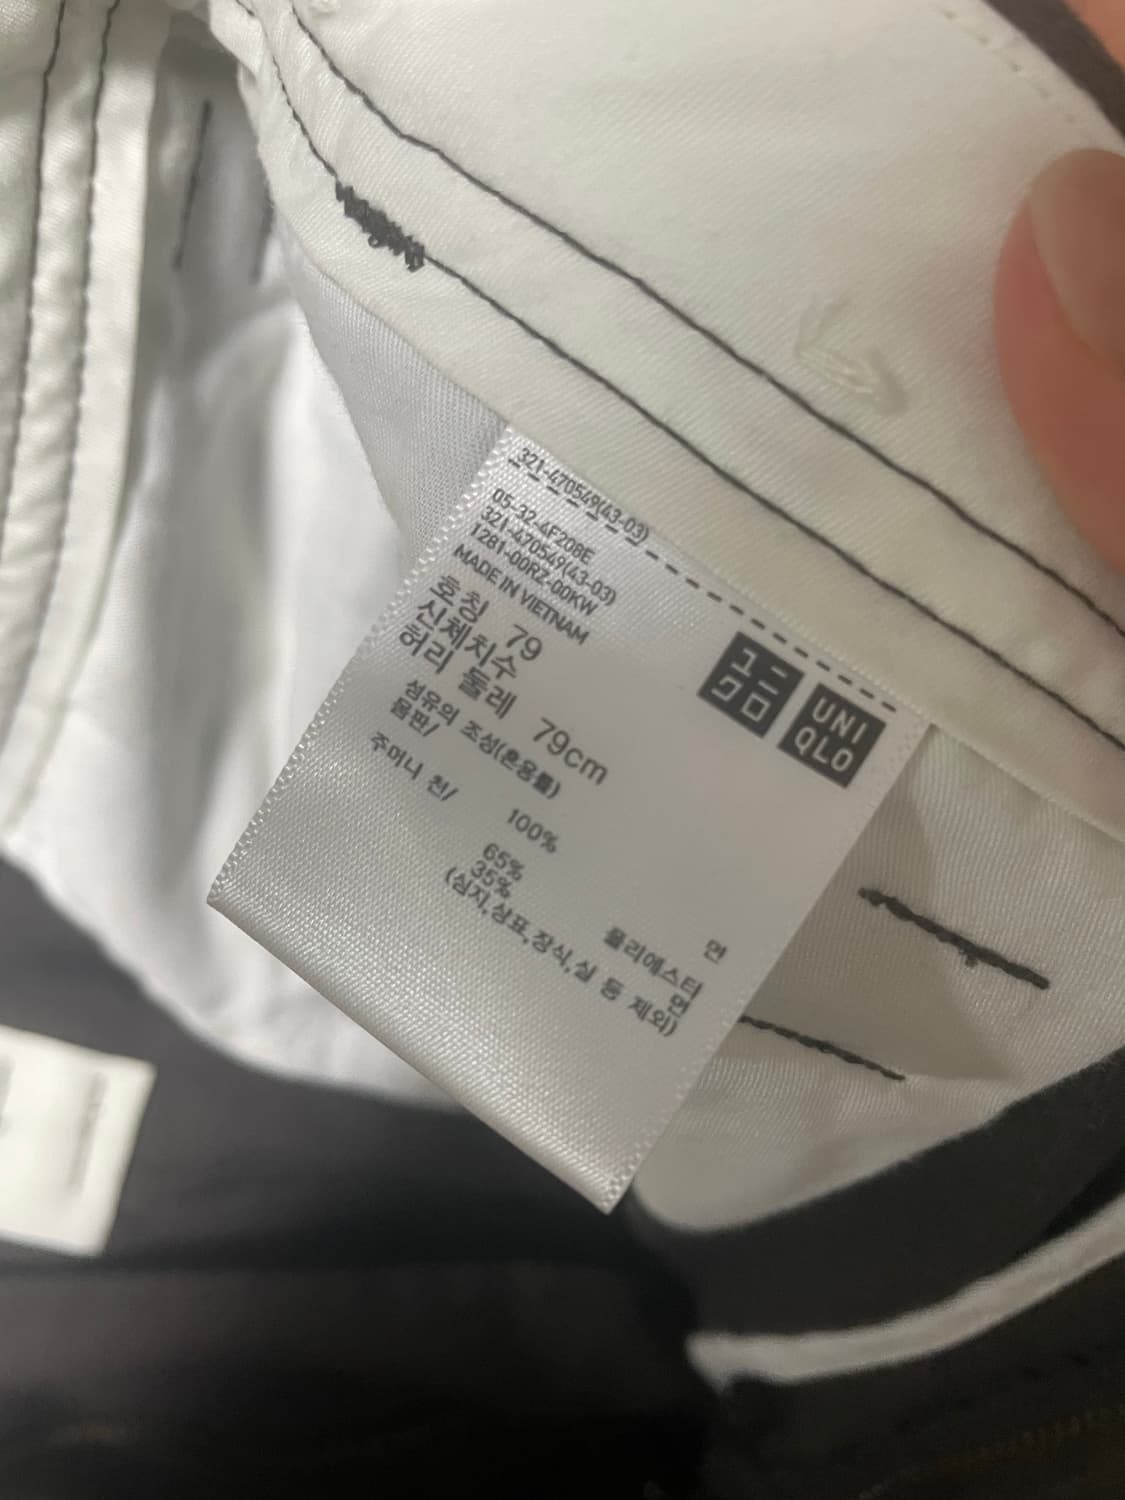 321-470549(43-03)
05-32-4F208E
321-470549(43-03)
1281-00RZ-00KW
MADE IN VIETNAM
호칭 79
신체치수
허리 둘레 79cm
섬유의 조성(혼용률)
몸판/ 100% 면
주머니 천/ 65% 폴리에스터
35% 면
(심지,상표,장식,실 등 제외)
ユニ
クロ
UNI
QLO